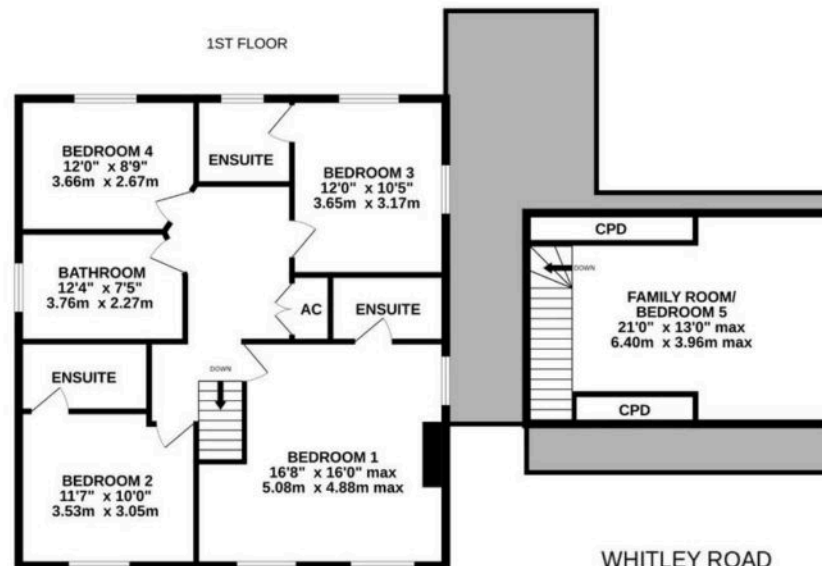 1ST FLOOR
BEDROOM 4
12'0" x 8'9"
3.66m x 2.67m
ENSUITE
BEDROOM 3
12'0" x 10'5"
3.65m x 3.17m
BATHROOM
12'4" x 7'5"
3.76m x 2.27m
AC
ENSUITE
ENSUITE
DOWN
BEDROOM 2
11'7" x 10'0"
3.53m x 3.05m
BEDROOM 1
16'8" x 16'0" max
5.08m x 4.88m max
CPD
DOWN
FAMILY ROOM/
BEDROOM 5
21'0" x 13'0" max
6.40m x 3.96m max
CPD
WHITLEY ROAD